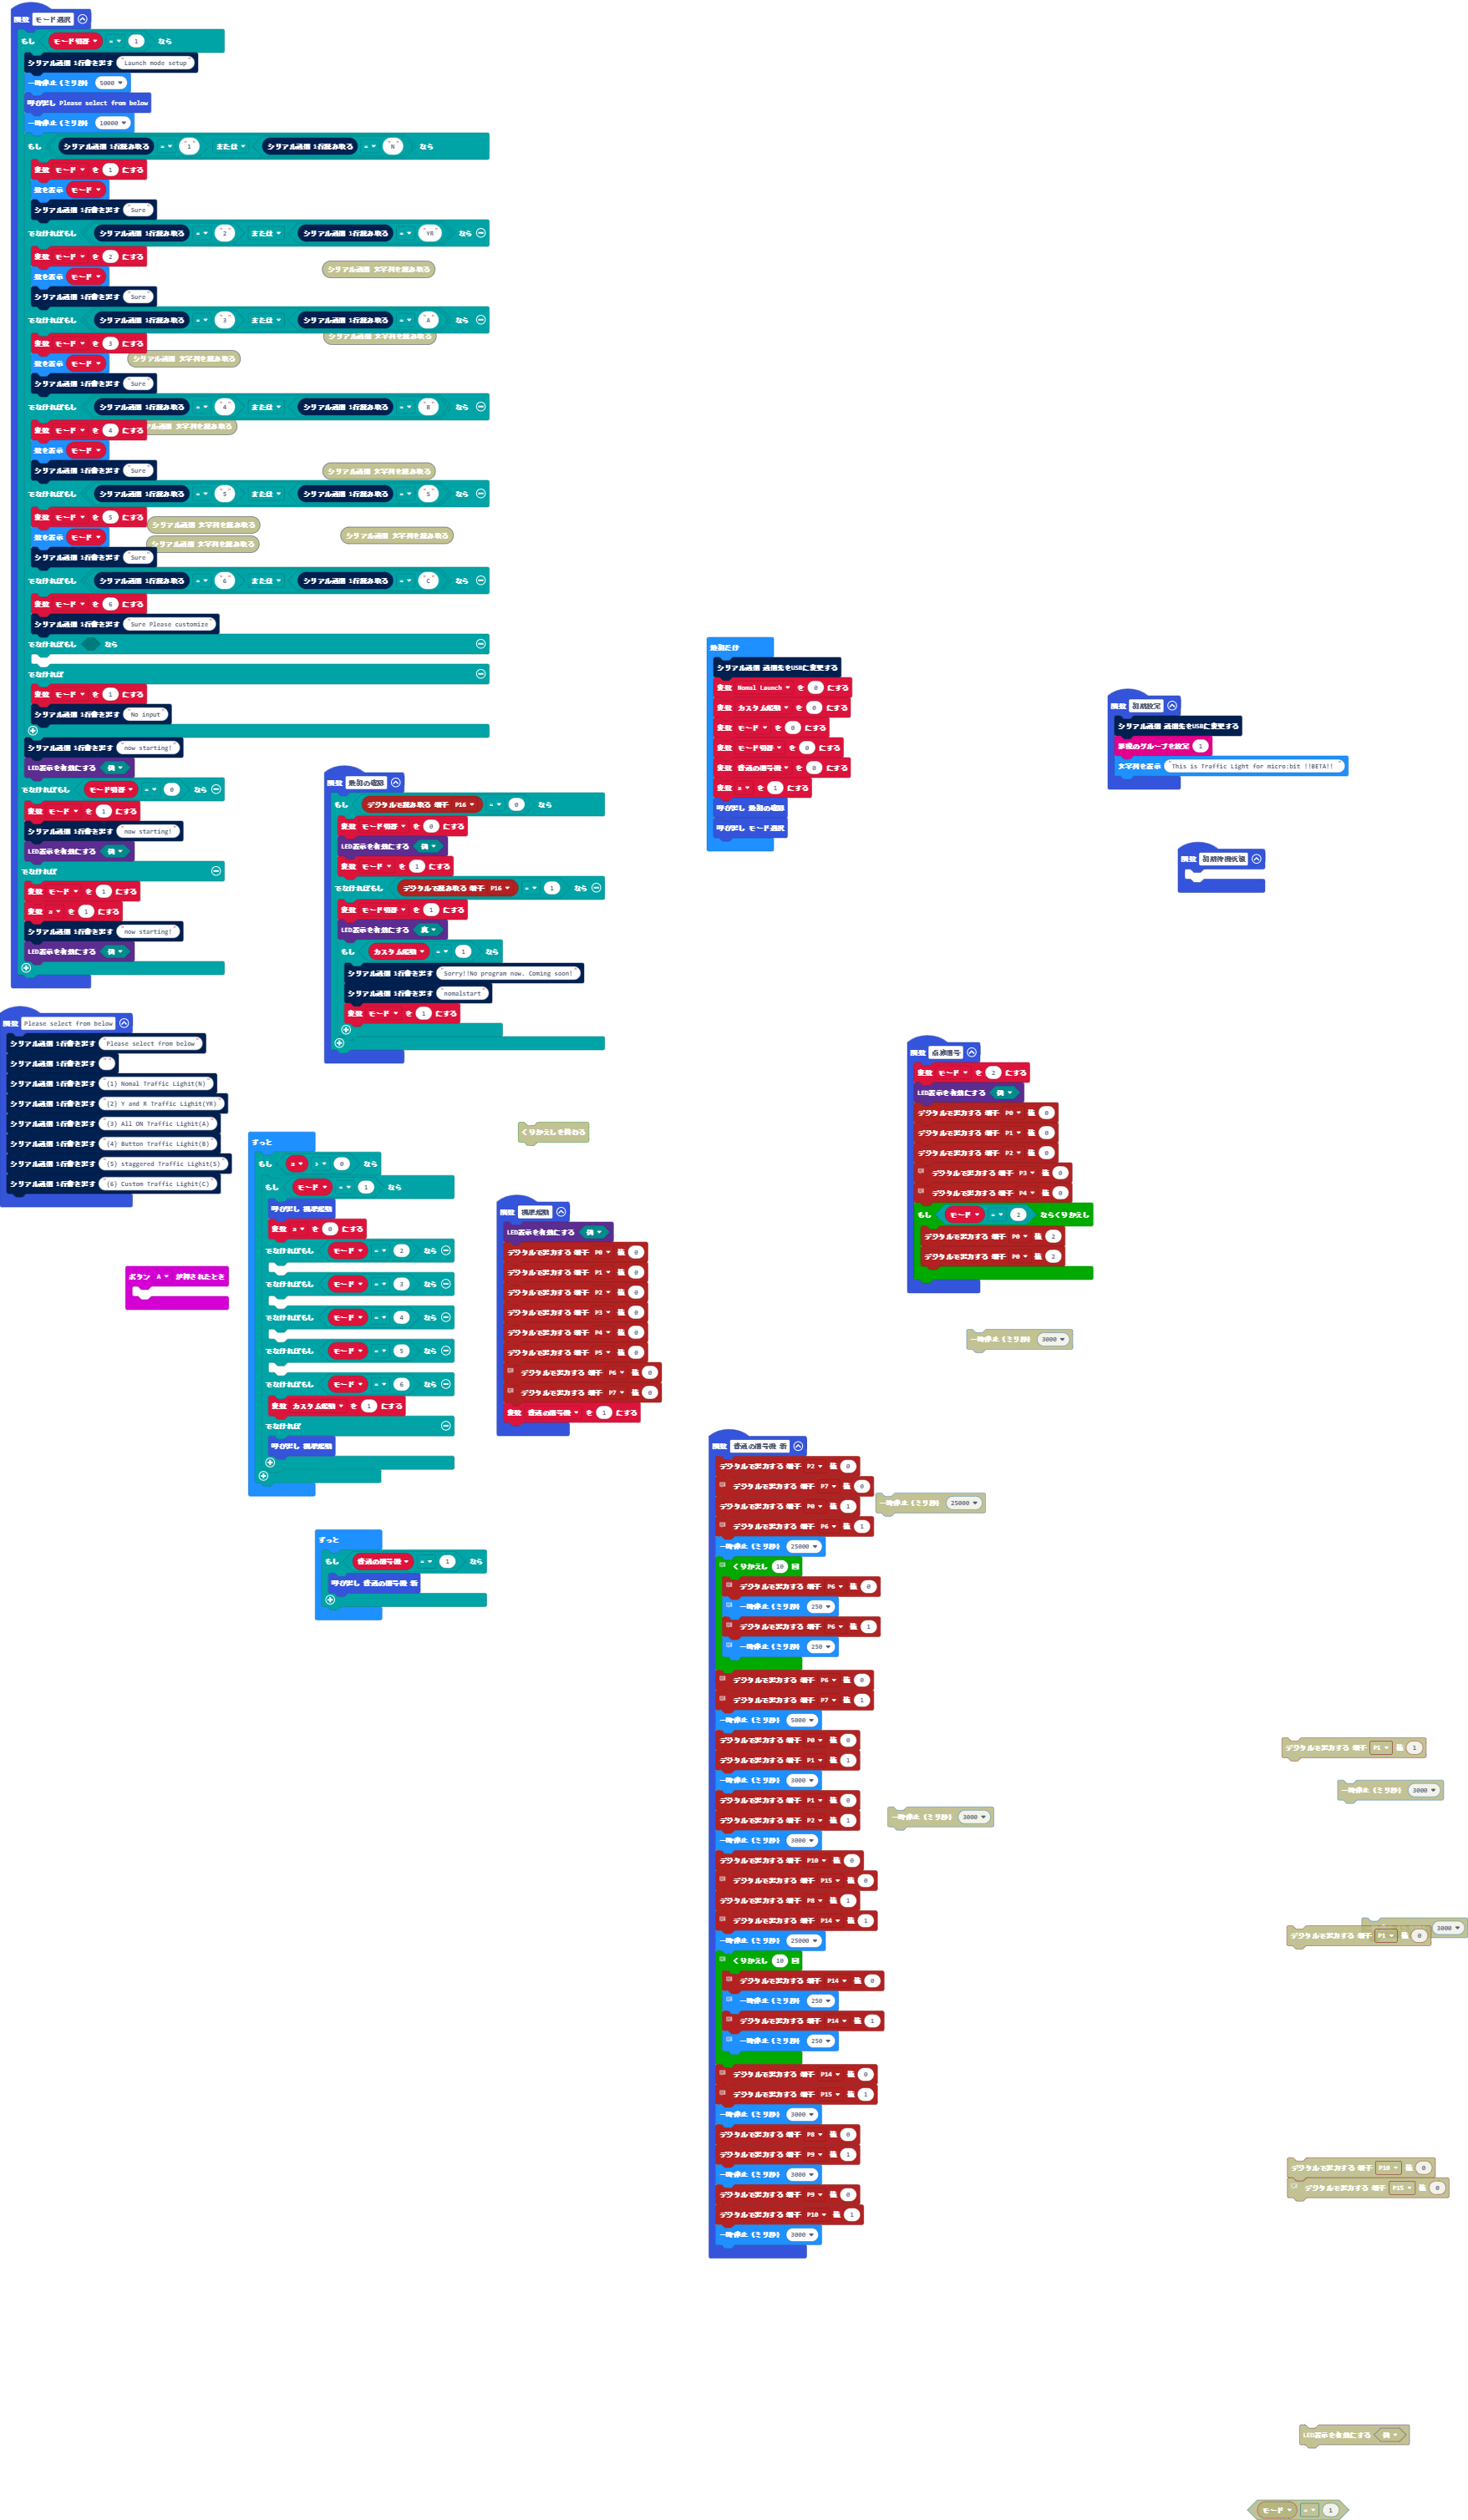 関数 モード選択
もし モード切替 = 1 なら
シリアル通信 1行書き出す "Launch mode setup"
一時停止（ミリ秒） 5000
呼び出し Please select from below
一時停止（ミリ秒） 10000
もし シリアル通信 1行読み取る = "1" または シリアル通信 1行読み取る = "N" なら
変数 モード を 1 にする
数を表示 モード
シリアル通信 1行書き出す "Sure"
でなければもし シリアル通信 1行読み取る = "2" または シリアル通信 1行読み取る = "YR" なら
変数 モード を 2 にする
シリアル通信 文字列を読み取る
数を表示 モード
シリアル通信 1行書き出す "Sure"
でなければもし シリアル通信 1行読み取る = "3" または シリアル通信 1行読み取る = "A" なら
シリアル通信 文字列を読み取る
変数 モード を 3 にする
シリアル通信 文字列を読み取る
数を表示 モード
シリアル通信 1行書き出す "Sure"
でなければもし シリアル通信 1行読み取る = "4" または シリアル通信 1行読み取る = "B" なら
変数 モード を 4 にする
アル通信 文字列を読み取る
数を表示 モード
シリアル通信 1行書き出す "Sure"
シリアル通信 文字列を読み取る
でなければもし シリアル通信 1行読み取る = "5" または シリアル通信 1行読み取る = "S" なら
変数 モード を 5 にする
シリアル通信 文字列を読み取る
数を表示 モード
シリアル通信 文字列を読み取る
シリアル通信 文字列を読み取る
シリアル通信 1行書き出す "Sure"
でなければもし シリアル通信 1行読み取る = "6" または シリアル通信 1行読み取る = "C" なら
変数 モード を 6 にする
シリアル通信 1行書き出す "Sure Please customize"
でなければもし なら
でなければ
変数 モード を 1 にする
シリアル通信 1行書き出す "No input"
シリアル通信 1行書き出す "now starting!"
LED表示を有効にする 偽
でなければもし モード切替 = 0 なら
変数 モード を 1 にする
シリアル通信 1行書き出す "now starting!"
LED表示を有効にする 偽
でなければ
変数 モード を 1 にする
変数 a を 1 にする
シリアル通信 1行書き出す "now starting!"
LED表示を有効にする 偽
関数 Please select from below
シリアル通信 1行書き出す "Please select from below"
シリアル通信 1行書き出す " "
シリアル通信 1行書き出す "(1) Nomal Traffic Lighit(N)"
シリアル通信 1行書き出す "(2) Y and R Traffic Lighit(YR)"
シリアル通信 1行書き出す "(3) All ON Traffic Lighit(A)"
シリアル通信 1行書き出す "(4) Button Traffic Lighit(B)"
シリアル通信 1行書き出す "(5) staggered Traffic Lighit(S)"
シリアル通信 1行書き出す "(6) Custom Traffic Lighit(C)"
ボタン A が押されたとき
関数 最初の確認
もし デジタルで読み取る 端子 P16 = 0 なら
変数 モード切替 を 0 にする
LED表示を有効にする 偽
変数 モード を 1 にする
でなければもし デジタルで読み取る 端子 P16 = 1 なら
変数 モード切替 を 1 にする
LED表示を有効にする 真
もし カスタム起動 = 1 なら
シリアル通信 1行書き出す "Sorry!!No program now. Coming soon!"
シリアル通信 1行書き出す "nomalstart"
変数 モード を 1 にする
くりかえしを終わる
ずっと
もし a > 0 なら
もし モード = 1 なら
呼び出し 標準起動
変数 a を 0 にする
でなければもし モード = 2 なら
でなければもし モード = 3 なら
でなければもし モード = 4 なら
でなければもし モード = 5 なら
でなければもし モード = 6 なら
変数 カスタム起動 を 1 にする
でなければ
呼び出し 標準起動
ずっと
もし 普通の信号機 = 1 なら
呼び出し 普通の信号機 新
関数 標準起動
LED表示を有効にする 偽
デジタルで出力する 端子 P0 値 0
デジタルで出力する 端子 P1 値 0
デジタルで出力する 端子 P2 値 0
デジタルで出力する 端子 P3 値 0
デジタルで出力する 端子 P4 値 0
デジタルで出力する 端子 P5 値 0
デジタルで出力する 端子 P6 値 0
デジタルで出力する 端子 P7 値 0
変数 普通の信号機 を 1 にする
最初だけ
シリアル通信 通信先をUSBに変更する
変数 Nomal Launch を 0 にする
変数 カスタム起動 を 0 にする
変数 モード を 0 にする
変数 モード切替 を 0 にする
変数 普通の信号機 を 0 にする
変数 a を 1 にする
呼び出し 最初の確認
呼び出し モード選択
関数 初期設定
シリアル通信 通信先をUSBに変更する
無線のグループを設定 1
文字列を表示 "This is Traffic Light for micro:bit !!BETA!!"
関数 初期待機状態
関数 点滅信号
変数 モード を 2 にする
LED表示を有効にする 偽
デジタルで出力する 端子 P0 値 0
デジタルで出力する 端子 P1 値 0
デジタルで出力する 端子 P2 値 0
デジタルで出力する 端子 P3 値 0
デジタルで出力する 端子 P4 値 0
もし モード = 2 ならくりかえし
デジタルで出力する 端子 P0 値 2
デジタルで出力する 端子 P0 値 2
一時停止（ミリ秒） 3000
関数 普通の信号機 新
デジタルで出力する 端子 P2 値 0
デジタルで出力する 端子 P7 値 0
デジタルで出力する 端子 P0 値 1
一時停止（ミリ秒） 25000
デジタルで出力する 端子 P6 値 1
一時停止（ミリ秒） 25000
くりかえし 10 回
デジタルで出力する 端子 P6 値 0
一時停止（ミリ秒） 250
デジタルで出力する 端子 P6 値 1
一時停止（ミリ秒） 250
デジタルで出力する 端子 P6 値 0
デジタルで出力する 端子 P7 値 1
一時停止（ミリ秒） 5000
デジタルで出力する 端子 P0 値 0
デジタルで出力する 端子 P1 値 1
一時停止（ミリ秒） 3000
デジタルで出力する 端子 P1 値 0
デジタルで出力する 端子 P2 値 1
一時停止（ミリ秒） 3000
一時停止（ミリ秒） 3000
デジタルで出力する 端子 P10 値 0
デジタルで出力する 端子 P15 値 0
デジタルで出力する 端子 P8 値 1
デジタルで出力する 端子 P14 値 1
一時停止（ミリ秒） 25000
くりかえし 10 回
デジタルで出力する 端子 P14 値 0
一時停止（ミリ秒） 250
デジタルで出力する 端子 P14 値 1
一時停止（ミリ秒） 250
デジタルで出力する 端子 P14 値 0
デジタルで出力する 端子 P15 値 1
一時停止（ミリ秒） 3000
デジタルで出力する 端子 P8 値 0
デジタルで出力する 端子 P9 値 1
一時停止（ミリ秒） 3000
デジタルで出力する 端子 P9 値 0
デジタルで出力する 端子 P10 値 1
一時停止（ミリ秒） 3000
デジタルで出力する 端子 P1 値 1
一時停止（ミリ秒） 3000
3000
デジタルで出力する 端子 P1 値 0
デジタルで出力する 端子 P10 値 0
デジタルで出力する 端子 P15 値 0
LED表示を有効にする 偽
モード = 1